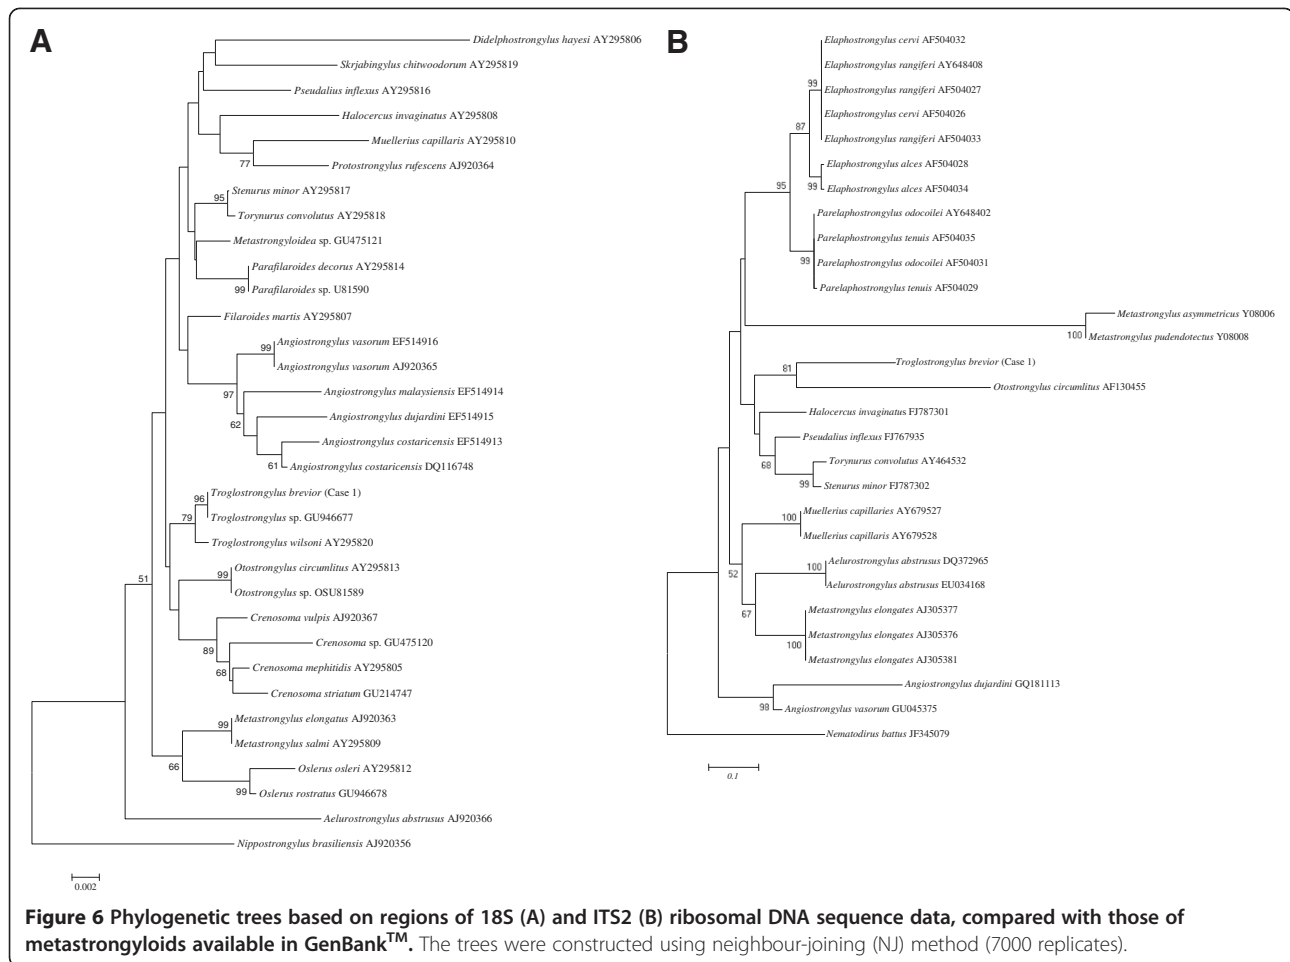 A
Didelphostrongylus hayesi AY295806
Skrjabingylus chitwoodorum AY295819
Pseudalius inflexus AY295816
Halocercus invaginatus AY295808
Muellerius capillaris AY295810
77
Protostrongylus rufescens AJ920364
Stenurus minor AY295817
95
Torynurus convolutus AY295818
Metastrongyloidea sp. GU475121
Parafilaroides decorus AY295814
99
Parafilaroides sp. U81590
Filaroides martis AY295807
Angiostrongylus vasorum EF514916
99
Angiostrongylus vasorum AJ920365
97
Angiostrongylus malaysiensis EF514914
62
Angiostrongylus dujardini EF514915
Angiostrongylus costaricensis EF514913
61
Angiostrongylus costaricensis DQ116748
Troglostrongylus brevior (Case 1)
96
Troglostrongylus sp. GU946677
79
Troglostrongylus wilsoni AY295820
Otostrongylus circumlitus AY295813
99
51
Otostrongylus sp. OSU81589
Crenosoma vulpis AJ920367
89
Crenosoma sp. GU475120
68
Crenosoma mephitidis AY295805
Crenosoma striatum GU214747
Metastrongylus elongatus AJ920363
99
Metastrongylus salmi AY295809
66
Oslerus osleri AY295812
99
Oslerus rostratus GU946678
Aelurostrongylus abstrusus AJ920366
Nippostrongylus brasiliensis AJ920356
0.002
B
Elaphostrongylus cervi AF504032
Elaphostrongylus rangiferi AY648408
99
Elaphostrongylus rangiferi AF504027
Elaphostrongylus cervi AF504026
87
Elaphostrongylus rangiferi AF504033
Elaphostrongylus alces AF504028
95
99
Elaphostrongylus alces AF504034
Parelaphostrongylus odocoilei AY648402
Parelaphostrongylus tenuis AF504035
99
Parelaphostrongylus odocoilei AF504031
Parelaphostrongylus tenuis AF504029
Metastrongylus asymmetricus Y08006
100
Metastrongylus pudendotectus Y08008
Troglostrongylus brevior (Case 1)
81
Otostrongylus circumlitus AF130455
Halocercus invaginatus FJ787301
Pseudalius inflexus FJ767935
68
Torynurus convolutus AY464532
99
Stenurus minor FJ787302
Muellerius capillaries AY679527
100
Muellerius capillaris AY679528
Aelurostrongylus abstrusus DQ372965
100
52
Aelurostrongylus abstrusus EU034168
67
Metastrongylus elongates AJ305377
Metastrongylus elongates AJ305376
100
Metastrongylus elongates AJ305381
Angiostrongylus dujardini GQ181113
98
Angiostrongylus vasorum GU045375
Nematodirus battus JF345079
0.1
Figure 6 Phylogenetic trees based on regions of 18S (A) and ITS2 (B) ribosomal DNA sequence data, compared with those of
metastrongyloids available in GenBank™. The trees were constructed using neighbour-joining (NJ) method (7000 replicates).